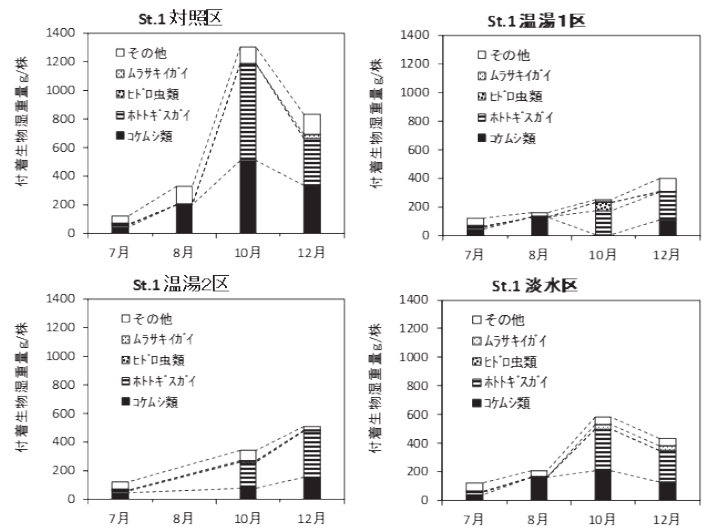 St.1 対照区
付着生物湿重量g/株
1400
1200
1000
800
600
400
200
0
その他
ムラサキイガイ
ヒドロ虫類
ホトトギスガイ
コケムシ類
7月 8月 10月 12月
St.1 温湯1区
付着生物湿重量g/株
1400
1200
1000
800
600
400
200
0
その他
ムラサキイガイ
ヒドロ虫類
ホトトギスガイ
コケムシ類
7月 8月 10月 12月
St.1 温湯2区
付着生物湿重量g/株
1400
1200
1000
800
600
400
200
0
その他
ムラサキイガイ
ヒドロ虫類
ホトトギスガイ
コケムシ類
7月 8月 10月 12月
St.1 淡水区
付着生物湿重量g/株
1400
1200
1000
800
600
400
200
0
その他
ムラサキイガイ
ヒドロ虫類
ホトトギスガイ
コケムシ類
7月 8月 10月 12月